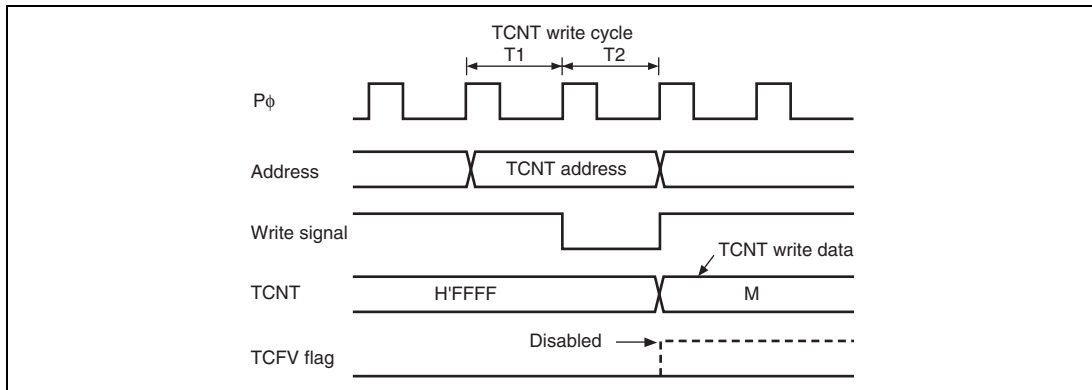 TCNT write cycle
T1 T2
Pϕ
Address TCNT address
Write signal
TCNT write data
TCNT H'FFFF M
Disabled
TCFV flag